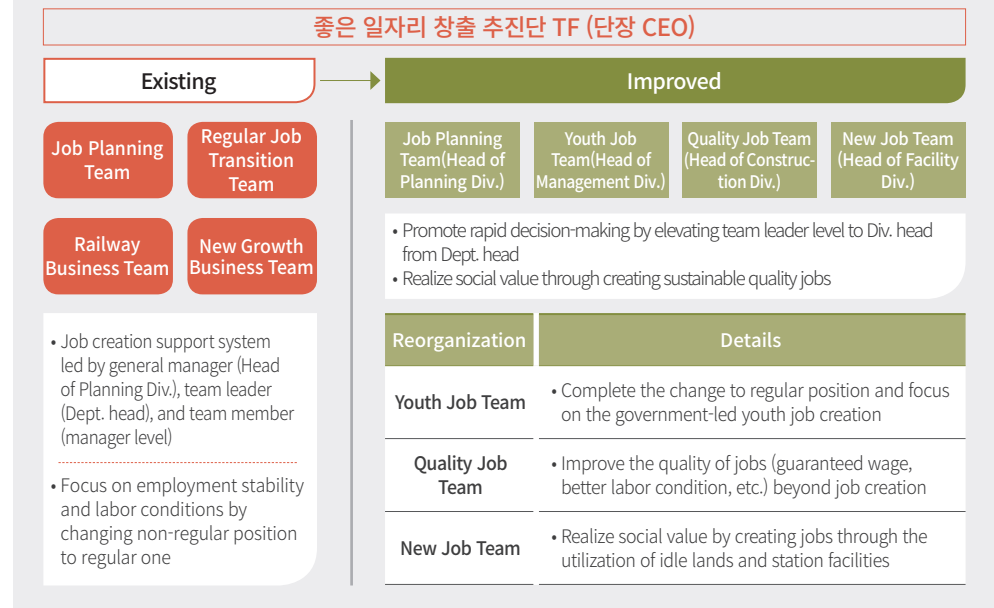 좋은 일자리 창출 추진단 TF (단장 CEO)
Existing
Improved
Job Planning
Team
Regular Job
Transition
Team
Railway
Business Team
New Growth
Business Team
• Job creation support system
led by general manager (Head
of Planning Div.), team leader
(Dept. head), and team member
(manager level)
• Focus on employment stability
and labor conditions by
changing non-regular position
to regular one
Job Planning
Team(Head of
Planning Div.)
Youth Job
Team(Head of
Management Div.)
Quality Job Team
(Head of Construc-
tion Div.)
New Job Team
(Head of Facility
Div.)
• Promote rapid decision-making by elevating team leader level to Div. head
from Dept. head
• Realize social value through creating sustainable quality jobs
Reorganization
Details
Youth Job Team
• Complete the change to regular position and focus
on the government-led youth job creation
Quality Job
Team
• Improve the quality of jobs (guaranteed wage,
better labor condition, etc.) beyond job creation
New Job Team
• Realize social value by creating jobs through the
utilization of idle lands and station facilities